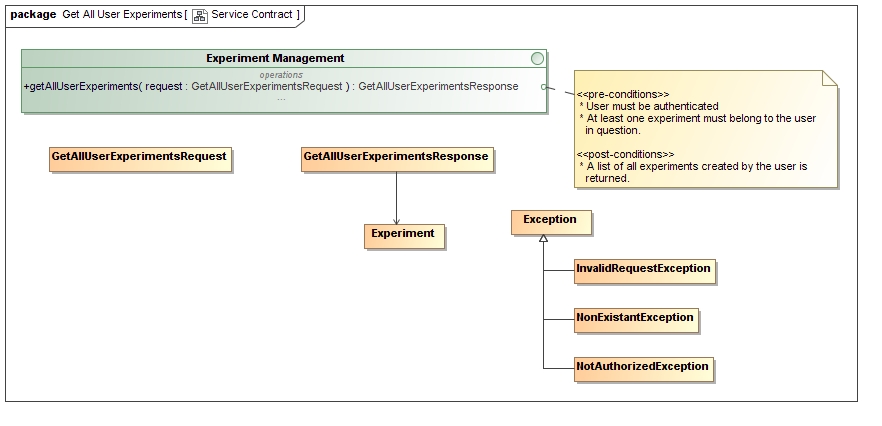 package Get All User Experiments [ Service Contract ]
Experiment Management
operations
+getAllUserExperiments( request : GetAllUserExperimentsRequest ) : GetAllUserExperimentsResponse
...
<<pre-conditions>>
* User must be authenticated
* At least one experiment must belong to the user
in question.
<<post-conditions>>
* A list of all experiments created by the user is
returned.
GetAllUserExperimentsRequest
GetAllUserExperimentsResponse
Experiment
Exception
InvalidRequestException
NonExistantException
NotAuthorizedException